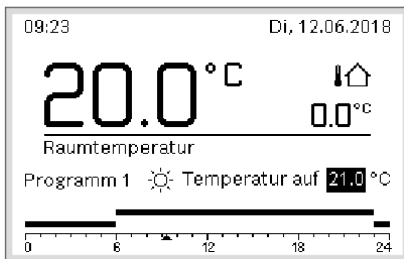 09:23 Di, 12.06.2018
20.0°C
0.0°C
Raumtemperatur
Programm 1 Temperatur auf 21.0 °C
0 6 12 18 24